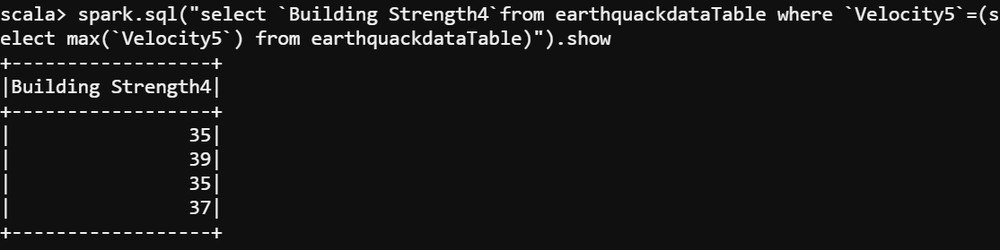 scala> spark.sql("select `Building Strength4`from earthquackdataTable where `Velocity5`=(s
elect max(`Velocity5`) from earthquackdataTable)").show
+------------------+
|Building Strength4|
+------------------+
|                35|
|                39|
|                35|
|                37|
+------------------+